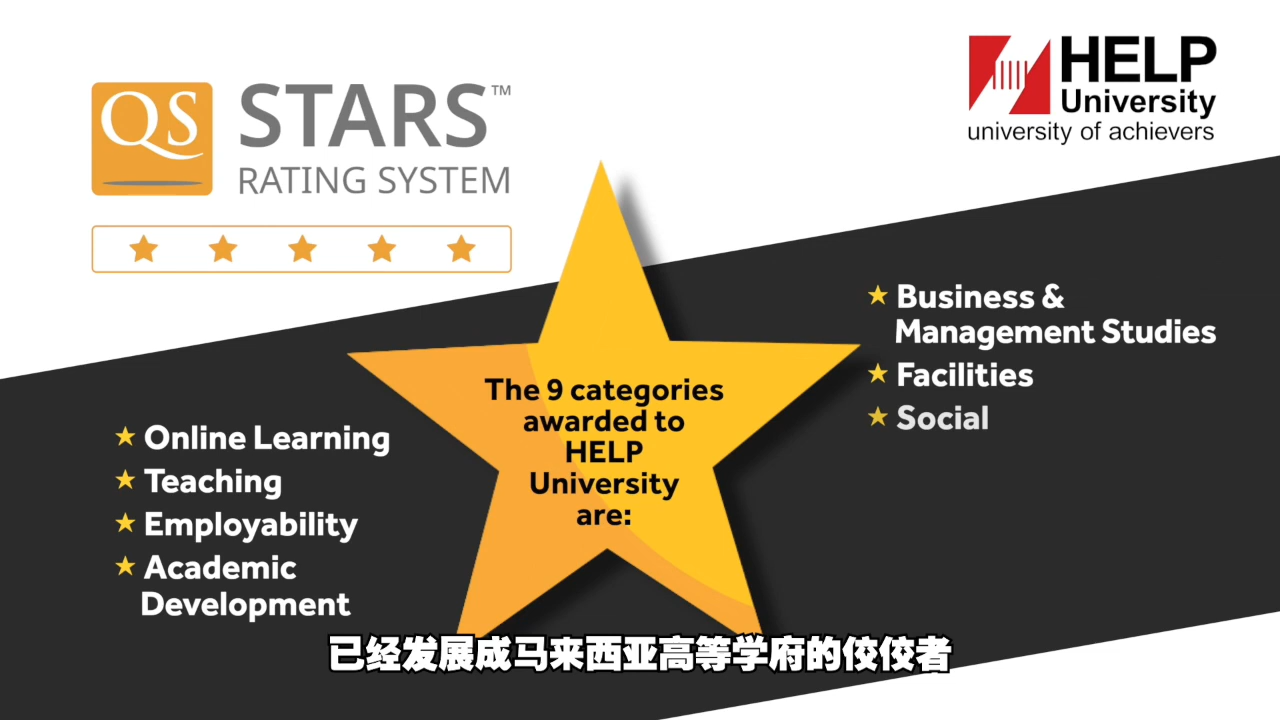 QS
STARS™
RATING SYSTEM
HELP
University
university of achievers
The 9 categories
awarded to
HELP
University
are:
Online Learning
Teaching
Employability
Academic
Development
Business &
Management Studies
Facilities
Social
已经发展成马来西亚高等学府的佼佼者